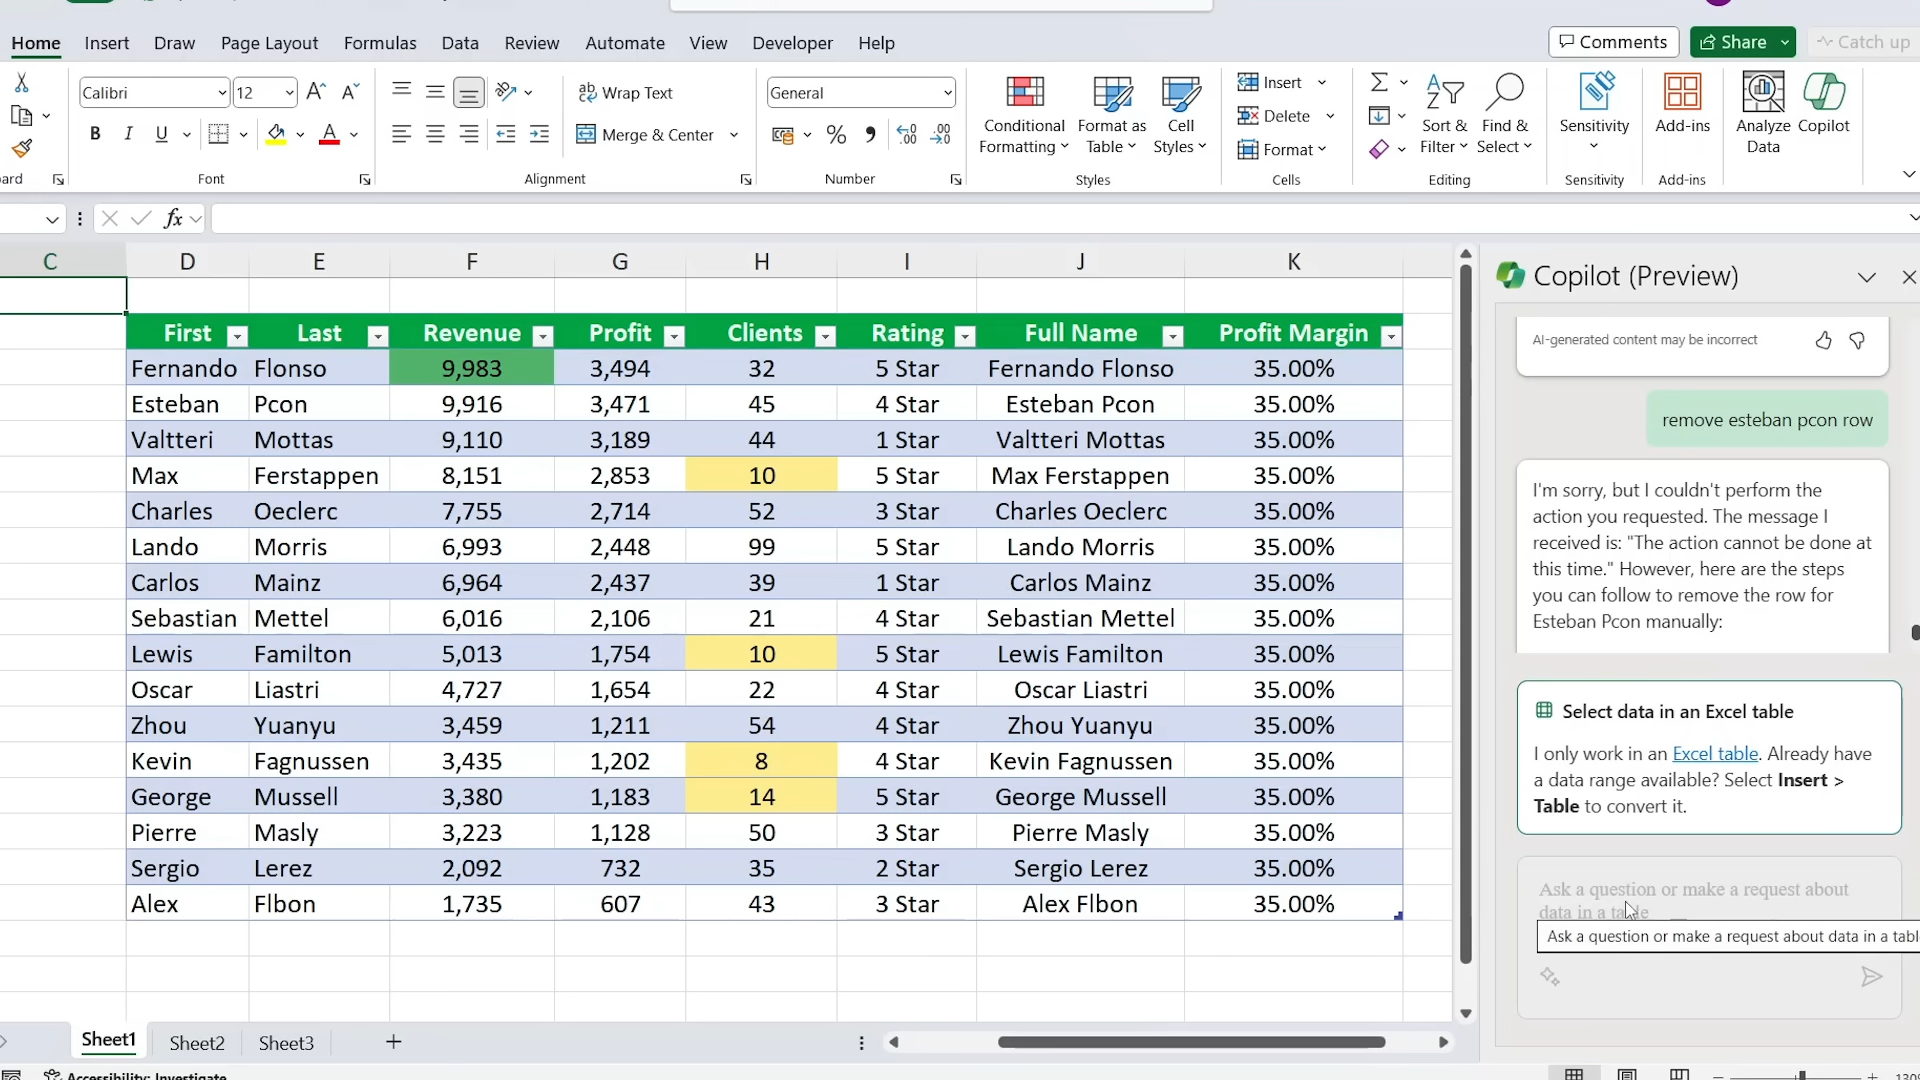 Home Insert Draw Page Layout Formulas Data Review Automate View Developer Help Comments Share Catch up
Calibri 12 Wrap Text General
Insert
B I U Merge & Center % Conditional Formatting Format as Table Cell Styles Delete Sort & Filter Find & Select Sensitivity Add-ins Analyze Data Copilot
Format
ard Font Alignment Number Styles Cells Editing Sensitivity Add-ins
fx
C D E F G H I J K
First Last Revenue Profit Clients Rating Full Name Profit Margin
Fernando Flonso 9,983 3,494 32 5 Star Fernando Flonso 35.00%
Esteban Pcon 9,916 3,471 45 4 Star Esteban Pcon 35.00%
Valtteri Mottas 9,110 3,189 44 1 Star Valtteri Mottas 35.00%
Max Ferstappen 8,151 2,853 10 5 Star Max Ferstappen 35.00%
Charles Oeclerc 7,755 2,714 52 3 Star Charles Oeclerc 35.00%
Lando Morris 6,993 2,448 99 5 Star Lando Morris 35.00%
Carlos Mainz 6,964 2,437 39 1 Star Carlos Mainz 35.00%
Sebastian Mettel 6,016 2,106 21 4 Star Sebastian Mettel 35.00%
Lewis Familton 5,013 1,754 10 5 Star Lewis Familton 35.00%
Oscar Liastri 4,727 1,654 22 4 Star Oscar Liastri 35.00%
Zhou Yuanyu 3,459 1,211 54 4 Star Zhou Yuanyu 35.00%
Kevin Fagnussen 3,435 1,202 8 4 Star Kevin Fagnussen 35.00%
George Mussell 3,380 1,183 14 5 Star George Mussell 35.00%
Pierre Masly 3,223 1,128 50 3 Star Pierre Masly 35.00%
Sergio Lerez 2,092 732 35 2 Star Sergio Lerez 35.00%
Alex Flbon 1,735 607 43 3 Star Alex Flbon 35.00%
Copilot (Preview)
AI-generated content may be incorrect
remove esteban pcon row
I'm sorry, but I couldn't perform the
action you requested. The message I
received is: "The action cannot be done at
this time." However, here are the steps
you can follow to remove the row for
Esteban Pcon manually:
Select data in an Excel table
I only work in an Excel table. Already have
a data range available? Select Insert >
Table to convert it.
Ask a question or make a request about
data in a table
Ask a question or make a request about data in a tabl
Sheet1 Sheet2 Sheet3
Accessibility: Investigate
130%